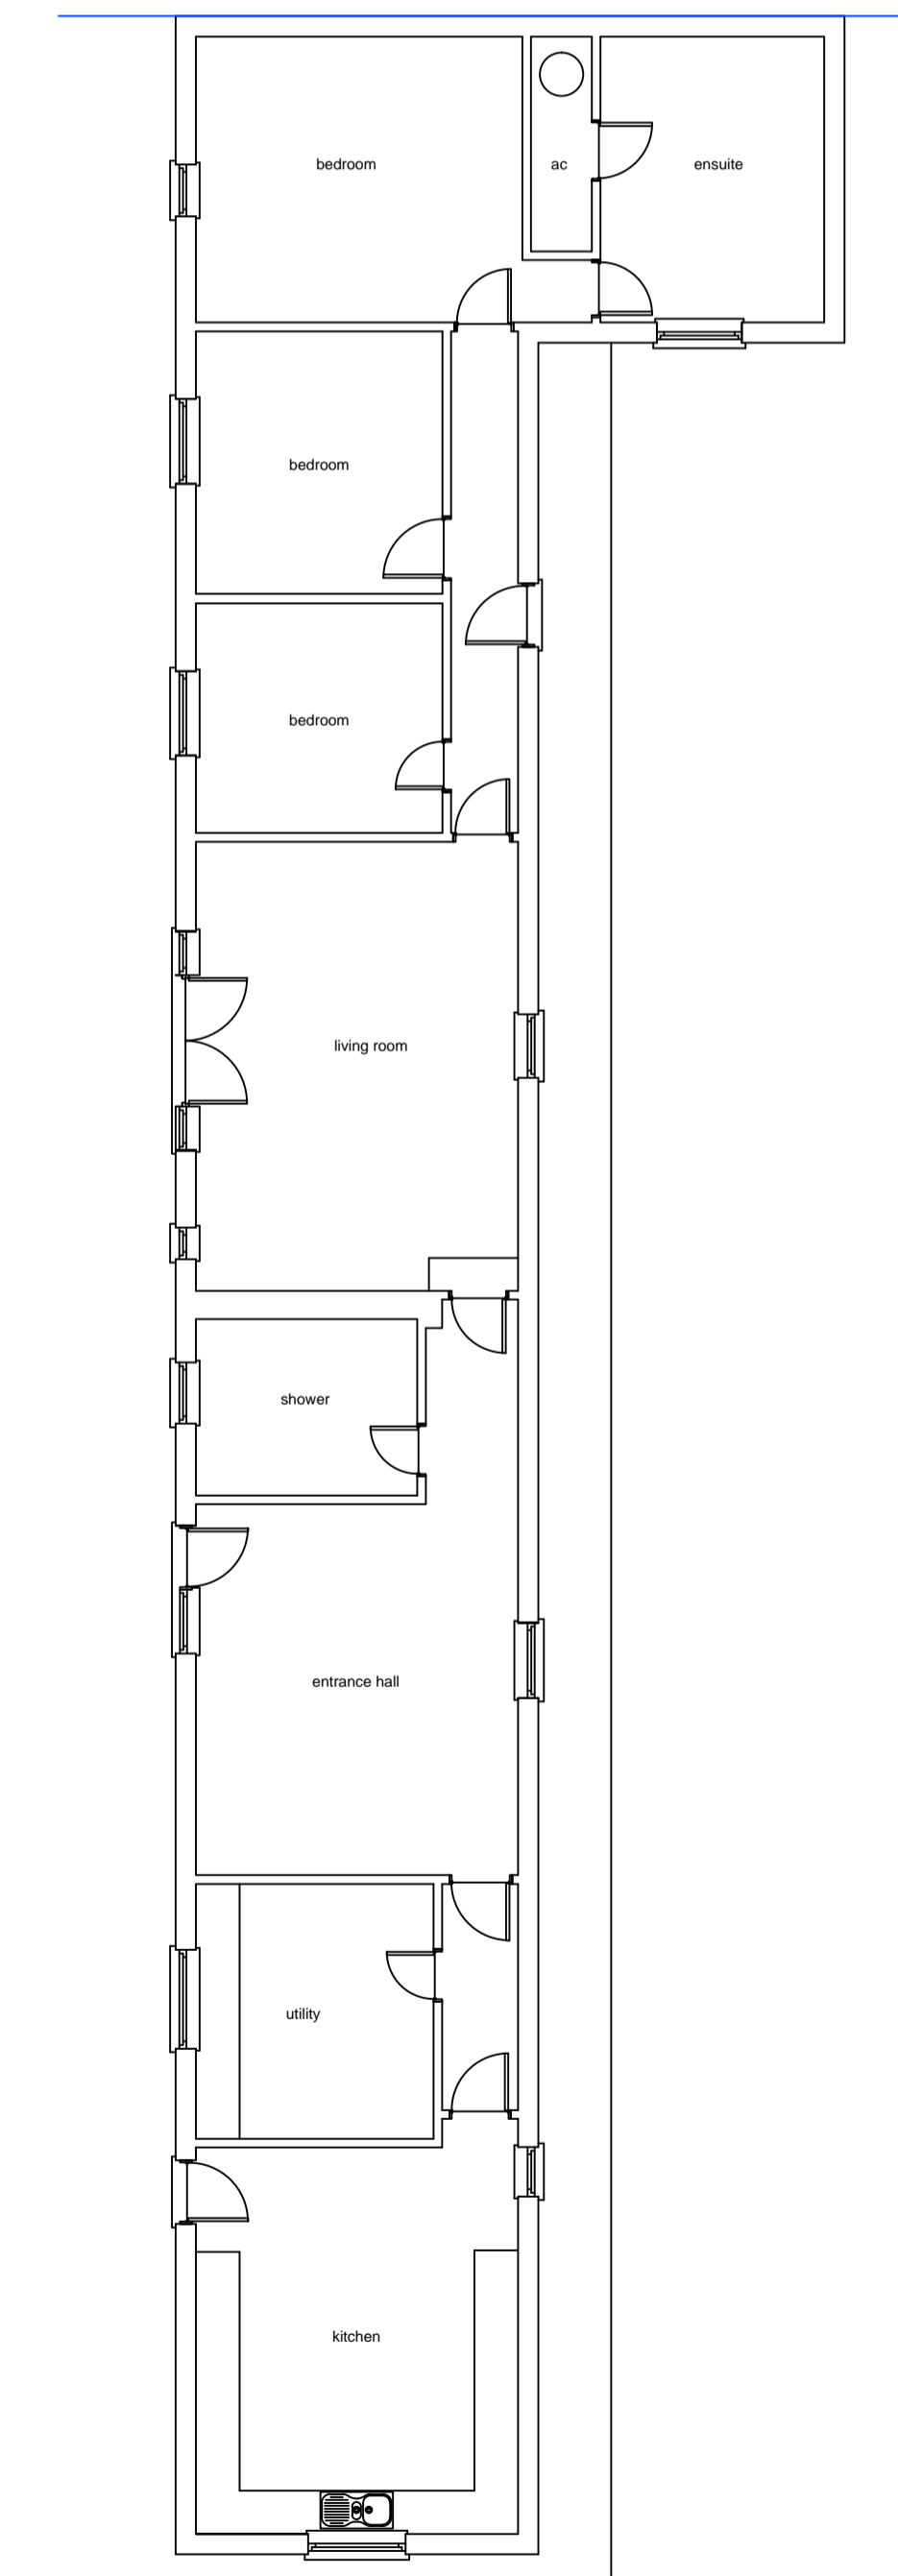 bedroom
ac
ensuite
bedroom
bedroom
living room
shower
entrance hall
utility
kitchen